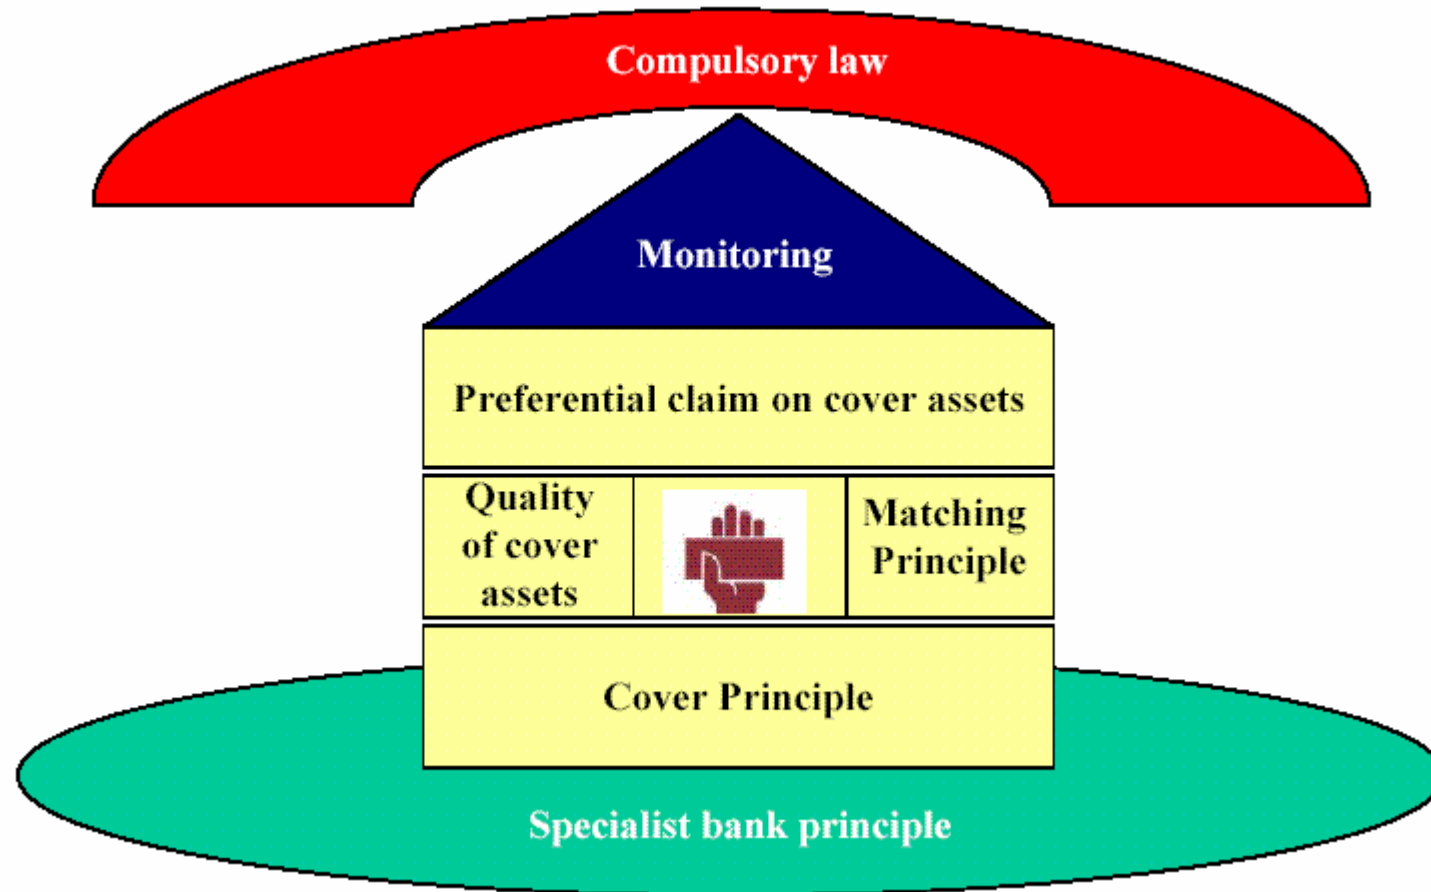 Compulsory law
Monitoring
Preferential claim on cover assets
Quality
of cover
assets
Matching
Principle
Cover Principle
Specialist bank principle